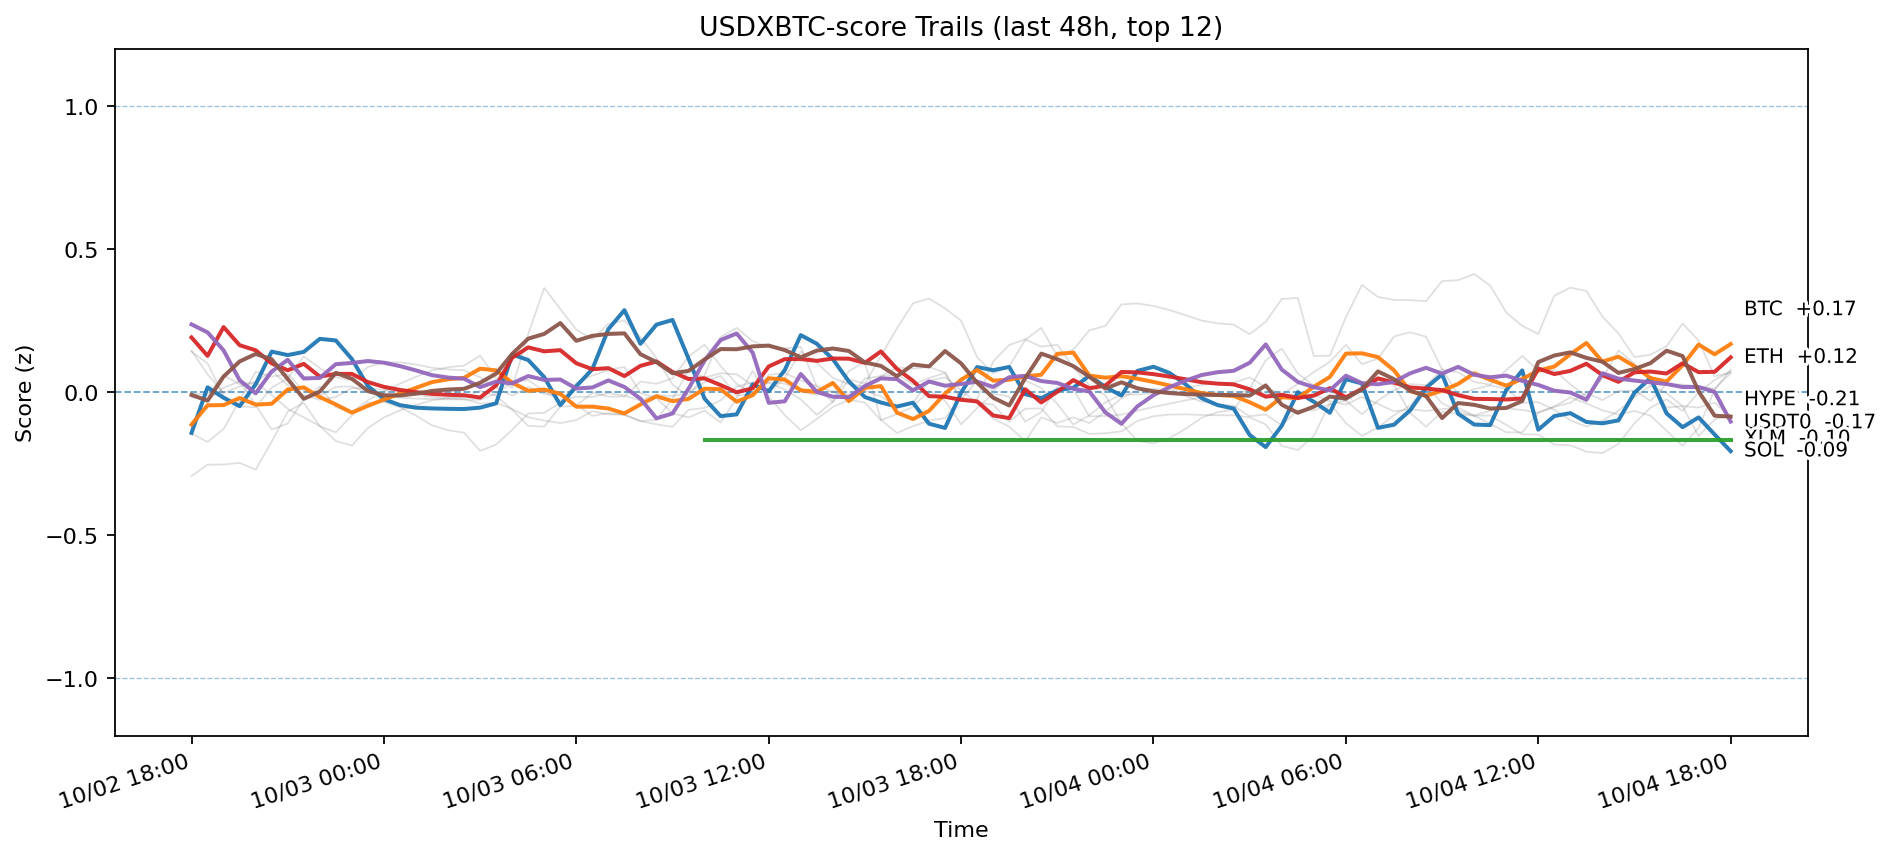 USDXBTC-score Trails (last 48h, top 12)
Score (z)
1.0
0.5
0.0
−0.5
−1.0
BTC +0.17
ETH +0.12
HYPE -0.21
USDT0 -0.17
XLM -0.10
SOL -0.09
10/02 18:00
10/03 00:00
10/03 06:00
10/03 12:00
10/03 18:00
10/04 00:00
10/04 06:00
10/04 12:00
10/04 18:00
Time